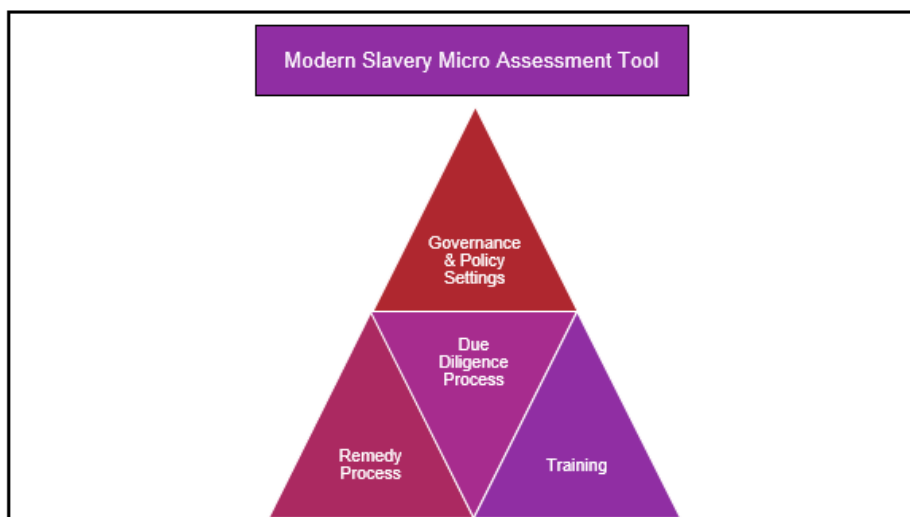 Modern Slavery Micro Assessment Tool
Governance
& Policy
Settings
Due
Diligence
Process
Remedy
Process
Training